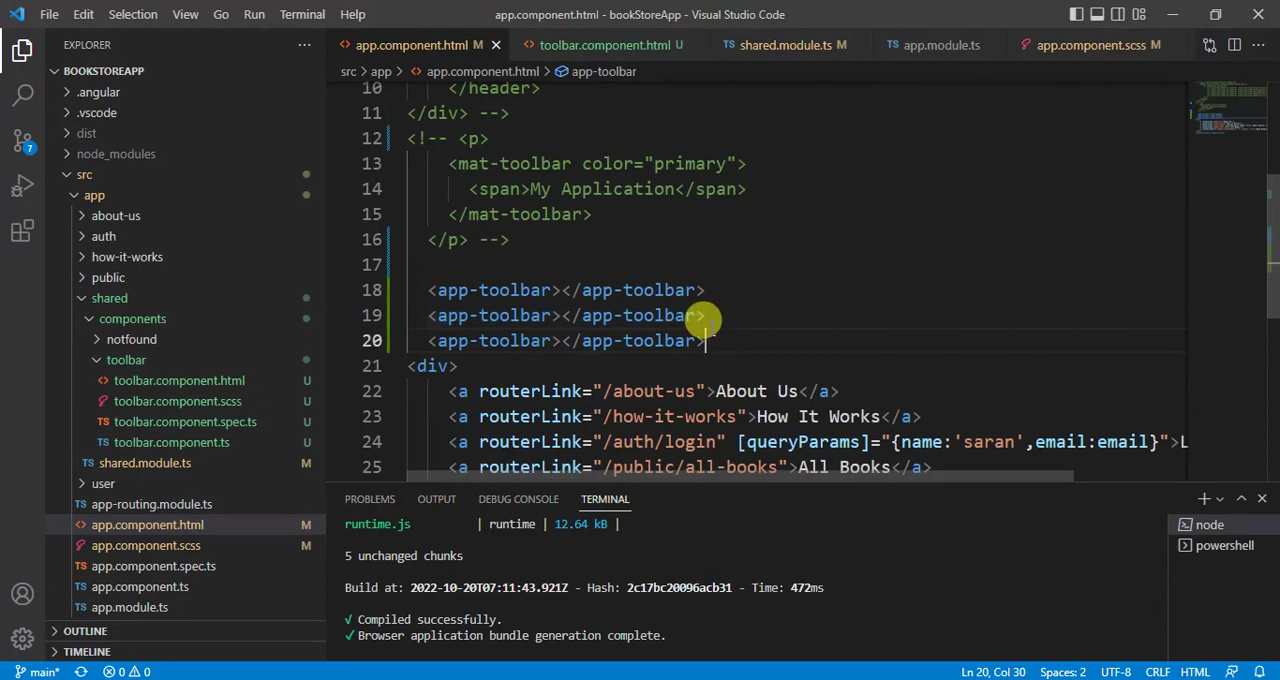 File Edit Selection View Go Run Terminal Help app.component.html - bookStoreApp - Visual Studio Code
EXPLORER
app.component.html M toolbar.component.html U shared.module.ts M app.module.ts app.component.scss M
BOOKSTOREAPP
src > app > app.component.html > app-toolbar
.angular
.vscode
dist
node_modules
src
app
about-us
auth
how-it-works
public
shared
components
notfound
toolbar
toolbar.component.html U
toolbar.component.scss U
toolbar.component.spec.ts U
toolbar.component.ts U
shared.module.ts M
user
app-routing.module.ts
app.component.html M
app.component.scss M
app.component.spec.ts
app.component.ts
app.module.ts
OUTLINE
TIMELINE
10 </header>
11 </div> -->
12 <!-- <p>
13 <mat-toolbar color="primary">
14 <span>My Application</span>
15 </mat-toolbar>
16 </p> -->
17
18 <app-toolbar></app-toolbar>
19 <app-toolbar></app-toolbar>
20 <app-toolbar></app-toolbar>
21 <div>
22 <a routerLink="/about-us">About Us</a>
23 <a routerLink="/how-it-works">How It Works</a>
24 <a routerLink="/auth/login" [queryParams]="{name:'saran',email:email}">L
25 <a routerLink="/public/all-books">All Books</a>
PROBLEMS OUTPUT DEBUG CONSOLE TERMINAL
runtime.js | runtime | 12.64 kB |
5 unchanged chunks
Build at: 2022-10-20T07:11:43.921Z - Hash: 2c17bc20096acb31 - Time: 472ms
√ Compiled successfully.
✔ Browser application bundle generation complete.
node
powershell
7
main* 0 0 Ln 20, Col 30 Spaces: 2 UTF-8 CRLF HTML